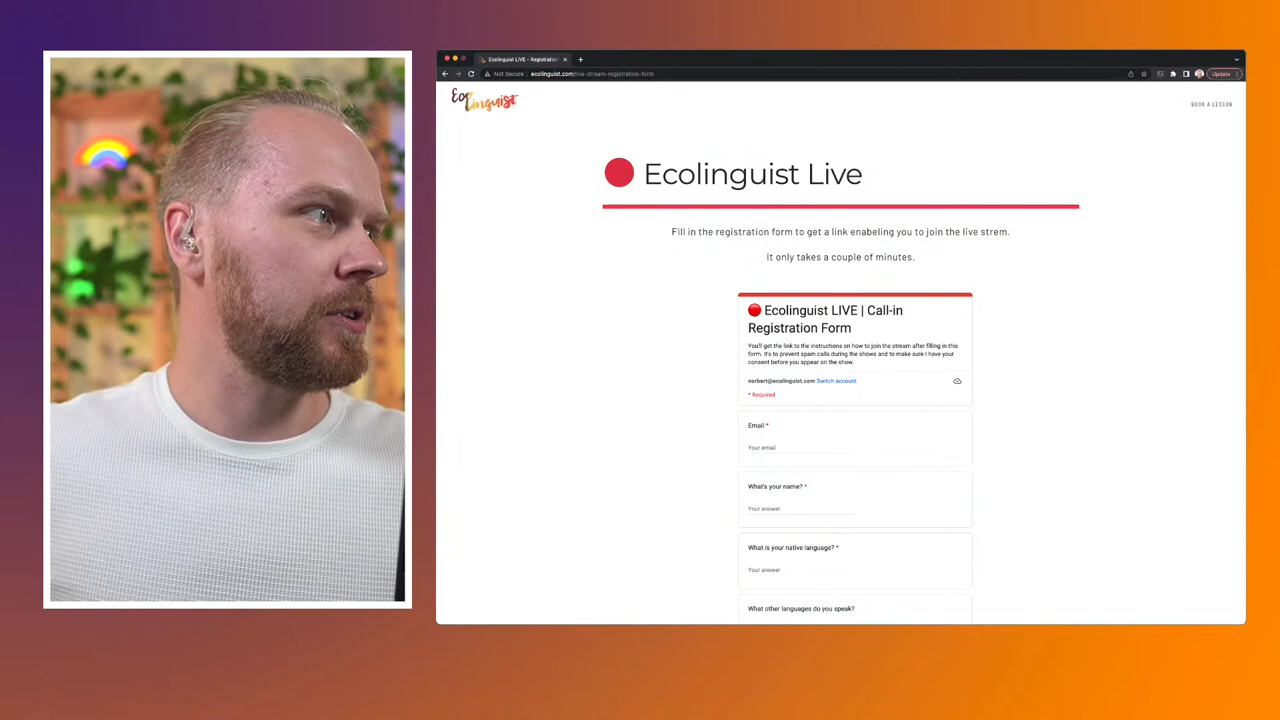 Ecolinguist LIVE - Registratio
Not Secure
ecolinguist.com/live-stream-registration-form
Update
Eco
linguist
BOOK A LESSON
Ecolinguist Live
Fill in the registration form to get a link enabeling you to join the live strem.
It only takes a couple of minutes.
Ecolinguist LIVE | Call-in
Registration Form
You'll get the link to the instructions on how to join the stream after filling in this
form. It's to prevent spam calls during the shows and to make sure I have your
consent before you appear on the show.
norbert@ecolinguist.com Switch account
* Required
Email *
Your email
What's your name? *
Your answer
What is your native language? *
Your answer
What other languages do you speak?